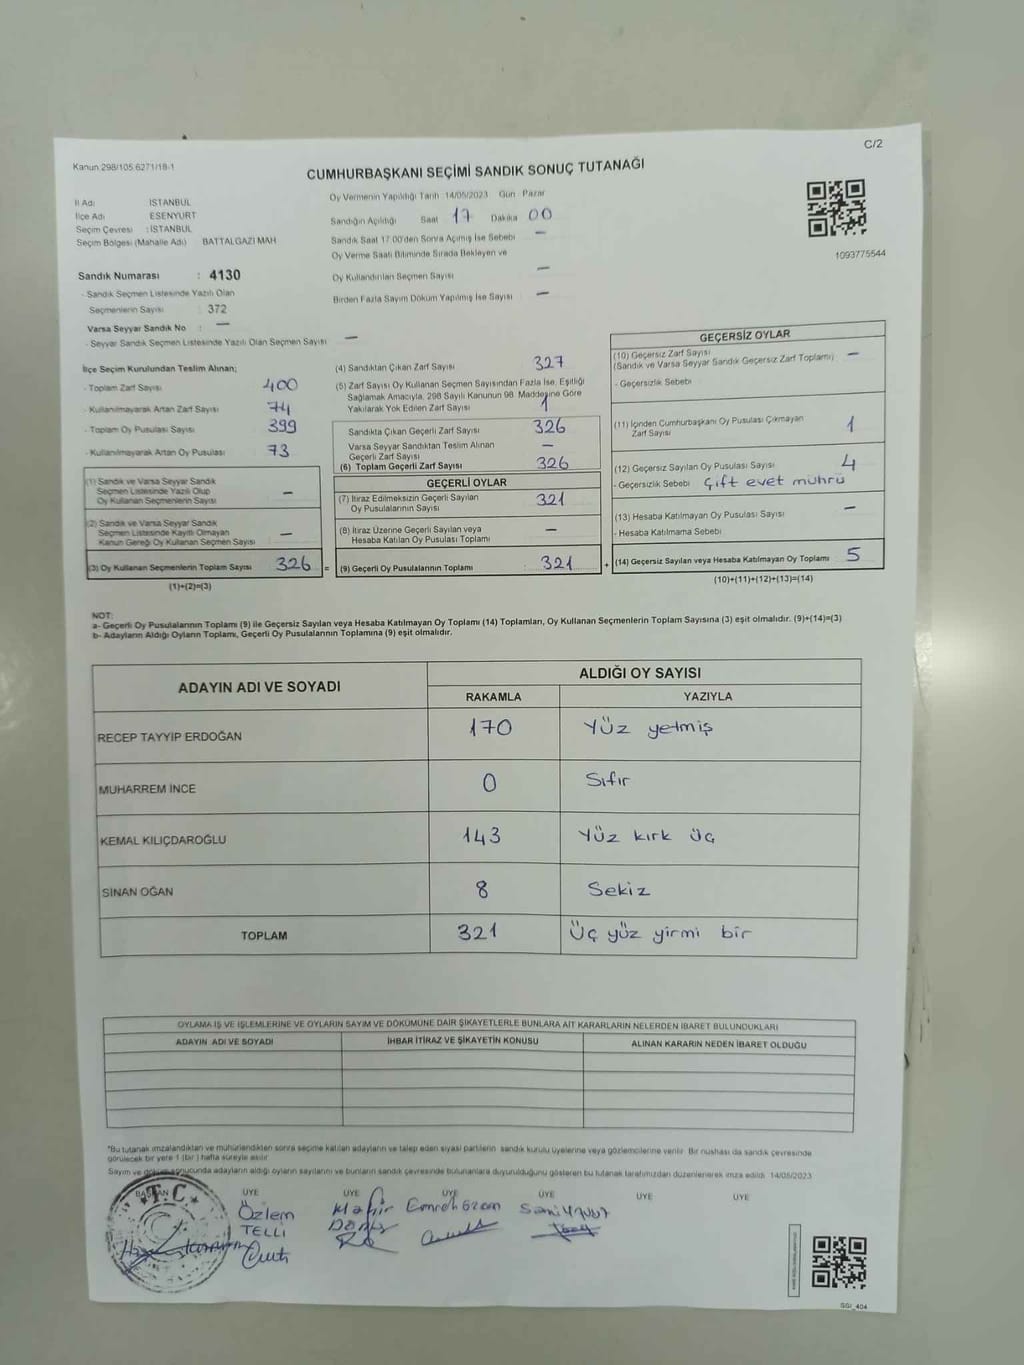 C/2
Kanun 298/105 6271/18-1
CUMHURBAŞKANI SEÇİMİ SANDIK SONUÇ TUTANAĞI
İl Adı İSTANBUL
İlçe Adı ESENYURT
Seçim Çevresi : İSTANBUL
Seçim Bölgesi (Mahalle Adı) BATTALGAZİ MAH
Sandık Numarası : 4130
- Sandık Seçmen Listesinde Yazılı Olan
Seçmenlerin Sayısı : 372
Varsa Seyyar Sandık No : —
- Seyyar Sandık Seçmen Listesinde Yazılı Olan Seçmen Sayısı —
Oy Vermenin Yapıldığı Tarih 14/05/2023 Gün Pazar
Sandığın Açıldığı Saat 17 Dakika 00
Sandık Saat 17.00'den Sonra Açılmış İse Sebebi —
Oy Verme Saati Bitiminde Sırada Bekleyen ve
Oy Kullandırılan Seçmen Sayısı —
Birden Fazla Sayım Döküm Yapılmış İse Sayısı —
1093775544
İlçe Seçim Kurulundan Teslim Alınan;
- Toplam Zarf Sayısı 400
- Kullanılmayarak Artan Zarf Sayısı 74
- Toplam Oy Pusulası Sayısı 399
- Kullanılmayarak Artan Oy Pusulası 73
(1) Sandık ve Varsa Seyyar Sandık
Seçmen Listesinde Yazılı Olup
Oy Kullanan Seçmenlerin Sayısı —
(2) Sandık ve Varsa Seyyar Sandık
Seçmen Listesinde Kayıtlı Olmayan
Kanun Gereği Oy Kullanan Seçmen Sayısı —
(3) Oy Kullanan Seçmenlerin Toplam Sayısı 326 =
(1)+(2)=(3)
(4) Sandıktan Çıkan Zarf Sayısı 327
(5) Zarf Sayısı Oy Kullanan Seçmen Sayısından Fazla İse, Eşitliği
Sağlamak Amacıyla, 298 Sayılı Kanunun 98. Maddesine Göre
Yakılarak Yok Edilen Zarf Sayısı 1
Sandıkta Çıkan Geçerli Zarf Sayısı 326
Varsa Seyyar Sandıktan Teslim Alınan
Geçerli Zarf Sayısı —
(6) Toplam Geçerli Zarf Sayısı 326
GEÇERLİ OYLAR
(7) İtiraz Edilmeksizin Geçerli Sayılan
Oy Pusulalarının Sayısı 321
(8) İtiraz Üzerine Geçerli Sayılan veya
Hesaba Katılan Oy Pusulası Toplamı —
(9) Geçerli Oy Pusulalarının Toplamı : 321 +
GEÇERSİZ OYLAR
(10) Geçersiz Zarf Sayısı
(Sandık ve Varsa Seyyar Sandık Geçersiz Zarf Toplamı) —
- Geçersizlik Sebebi
(11) İçinden Cumhurbaşkanı Oy Pusulası Çıkmayan
Zarf Sayısı 1
(12) Geçersiz Sayılan Oy Pusulası Sayısı 4
- Geçersizlik Sebebi Çift evet mührü
(13) Hesaba Katılmayan Oy Pusulası Sayısı —
- Hesaba Katılmama Sebebi
(14) Geçersiz Sayılan veya Hesaba Katılmayan Oy Toplamı 5
(10)+(11)+(12)+(13)=(14)
NOT:
a- Geçerli Oy Pusulalarının Toplamı (9) ile Geçersiz Sayılan veya Hesaba Katılmayan Oy Toplamı (14) Toplamları, Oy Kullanan Seçmenlerin Toplam Sayısına (3) eşit olmalıdır. (9)+(14)=(3)
b- Adayların Aldığı Oyların Toplamı, Geçerli Oy Pusulalarının Toplamına (9) eşit olmalıdır.
ADAYIN ADI VE SOYADI ALDIĞI OY SAYISI
RAKAMLA YAZIYLA
RECEP TAYYİP ERDOĞAN 170 Yüz yetmiş
MUHARREM İNCE 0 Sıfır
KEMAL KILIÇDAROĞLU 143 Yüz kırk üç
SİNAN OĞAN 8 Sekiz
TOPLAM 321 Üç yüz yirmi bir
OYLAMA İŞ VE İŞLEMLERİNE VE OYLARIN SAYIM VE DÖKÜMÜNE DAİR ŞİKAYETLERLE BUNLARA AİT KARARLARIN NELERDEN İBARET BULUNDUKLARI
ADAYIN ADI VE SOYADI İHBAR İTİRAZ VE ŞİKAYETİN KONUSU ALINAN KARARIN NEDEN İBARET OLDUĞU
*Bu tutanak imzalandıktan ve mühürlendikten sonra seçime katılan adayların ve talep eden siyasi partilerin sandık kurulu üyelerine veya gözlemcilerine verilir. Bir nüshası da sandık çevresinde
görülecek bir yere 1 (bir) hafta süreyle asılır
Sayım ve döküm sonucunda adayların aldığı oyların sayılarını ve bunların sandık çevresinde bulunanlara duyurulduğunu gösteren bu tutanak tarafımızdan düzenlenerek imza edildi. 14/05/2023
BAŞKAN ÜYE ÜYE ÜYE ÜYE ÜYE ÜYE
T.C.
Özlem
TELLİ
SGİ_404